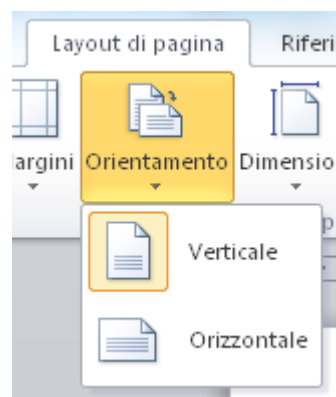 Layout di pagina Riferi
argini Orientamento Dimensio
Verticale
Orizzontale